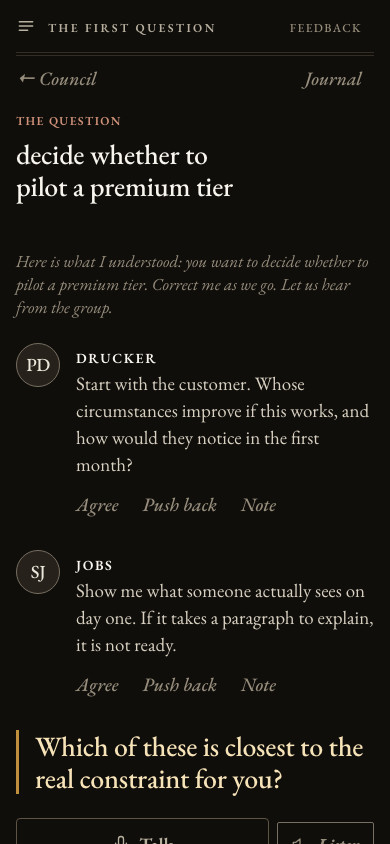 THE FIRST QUESTION
FEEDBACK
← Council
Journal
THE QUESTION
decide whether to
pilot a premium tier
Here is what I understood: you want to decide whether to
pilot a premium tier. Correct me as we go. Let us hear
from the group.
PD
DRUCKER
Start with the customer. Whose
circumstances improve if this works, and
how would they notice in the first
month?
Agree Push back Note
SJ
JOBS
Show me what someone actually sees on
day one. If it takes a paragraph to explain,
it is not ready.
Agree Push back Note
Which of these is closest to the
real constraint for you?
Talk
Listen